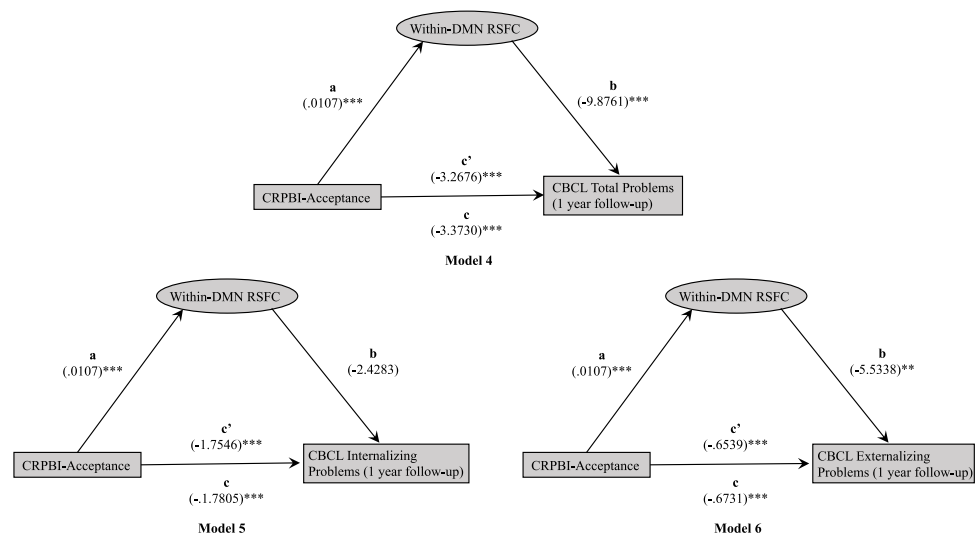 Within-DMN RSFC
a
(.0107)***
b
(-9.8761)***
c’
(-3.2676)***
CRPBI-Acceptance
CBCL Total Problems
(1 year follow-up)
c
(-3.3730)***
Model 4
Within-DMN RSFC
a
(.0107)***
b
(-2.4283)
c’
(-1.7546)***
CRPBI-Acceptance
CBCL Internalizing
Problems (1 year follow-up)
c
(-.1.7805)***
Model 5
Within-DMN RSFC
a
(.0107)***
b
(-5.5338)**
c’
(-.6539)***
CRPBI-Acceptance
CBCL Externalizing
Problems (1 year follow-up)
c
(-.6731)***
Model 6